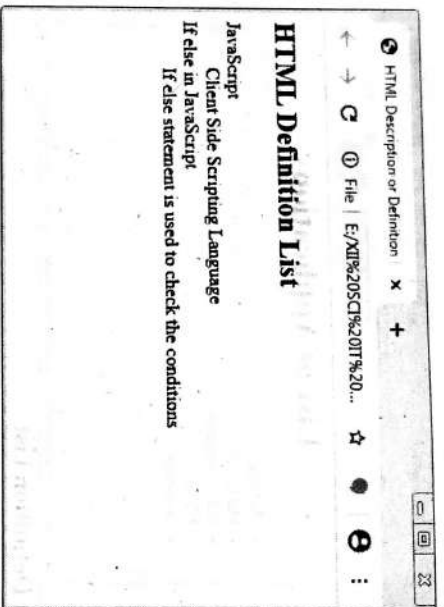 HTML Description or Definition × +
← → C ⓘ File | E:/XII%20SCI%20IT%20...
HTML Definition List
JavaScript
Client Side Scripting Language
If else in JavaScript
If else statement is used to check the conditions